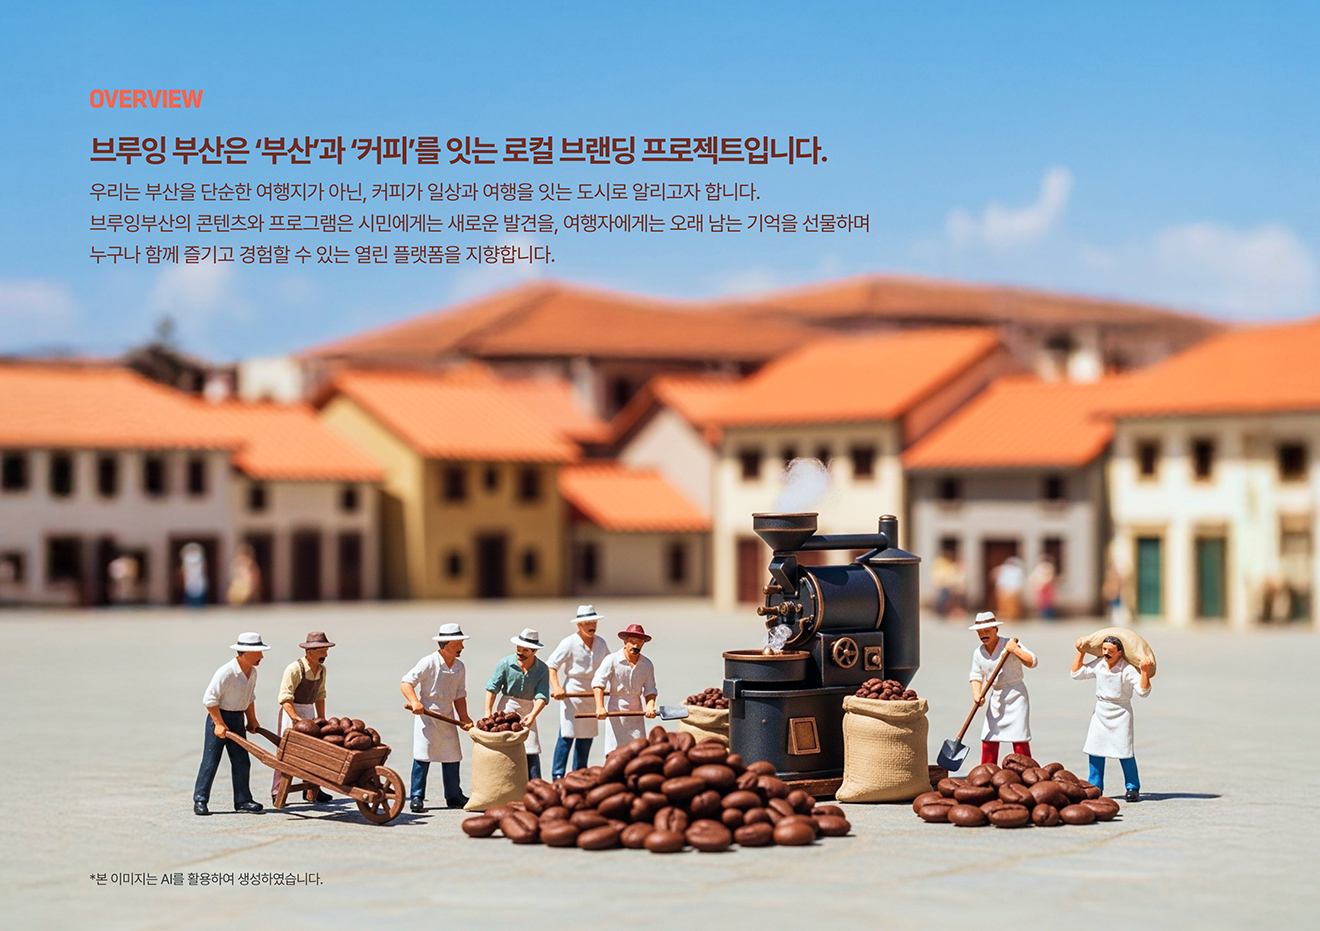 OVERVIEW
브루잉 부산은 ‘부산’과 ‘커피’를 잇는 로컬 브랜딩 프로젝트입니다.
우리는 부산을 단순한 여행지가 아닌, 커피가 일상과 여행을 잇는 도시로 알리고자 합니다.
브루잉부산의 콘텐츠와 프로그램은 시민에게는 새로운 발견을, 여행자에게는 오래 남는 기억을 선물하며
누구나 함께 즐기고 경험할 수 있는 열린 플랫폼을 지향합니다.
*본 이미지는 AI를 활용하여 생성하였습니다.